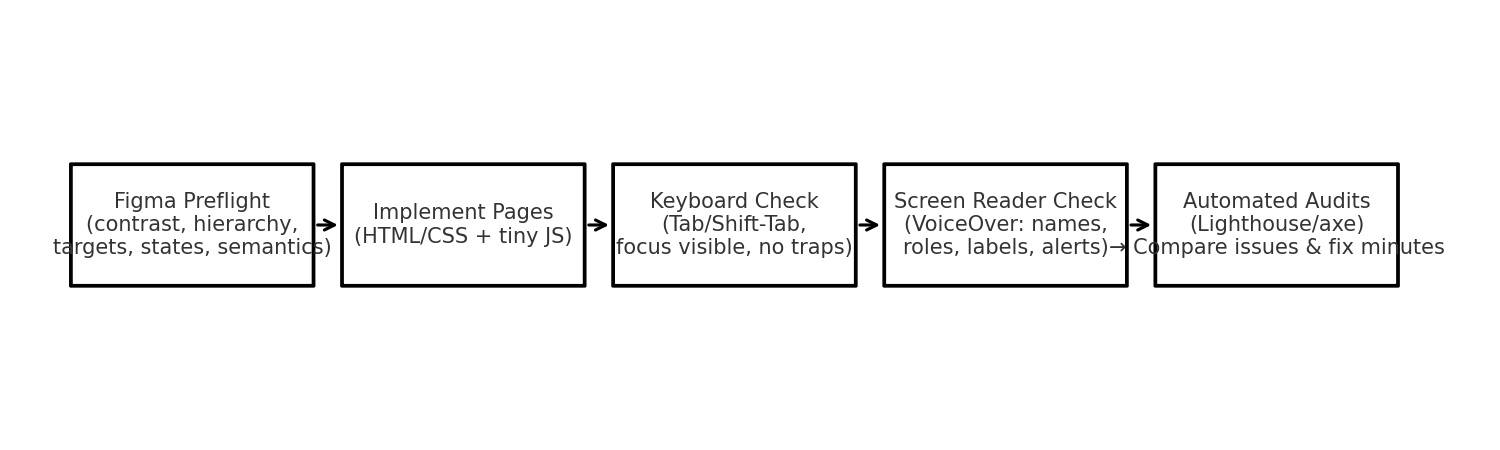 Figma Preflight
(contrast, hierarchy,
targets, states, semantics)
Implement Pages
(HTML/CSS + tiny JS)
Keyboard Check
(Tab/Shift-Tab,
focus visible, no traps)
Screen Reader Check
(VoiceOver: names,
roles, labels, alerts)
Automated Audits
(Lighthouse/axe)
→ Compare issues & fix minutes